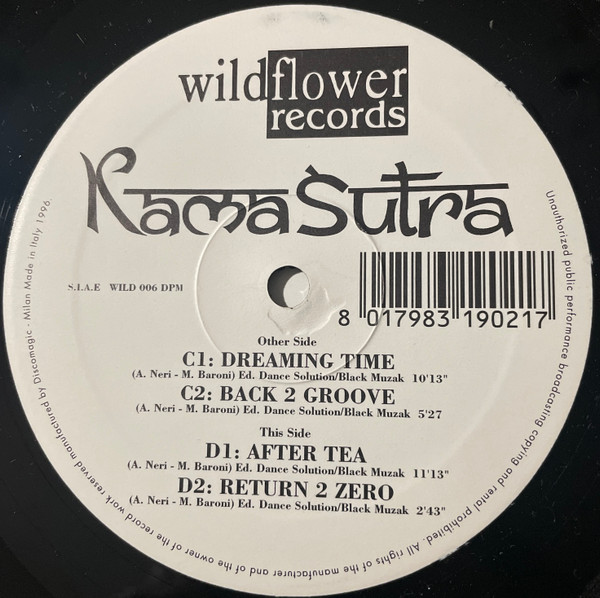 wildflower
records
Kama Sutra
S.I.A.E WILD 006 DPM
8 017983 190217
Other Side
C1: DREAMING TIME
(A. Neri - M. Baroni) Ed. Dance Solution/Black Muzak 10'13"
C2: BACK 2 GROOVE
(A. Neri - M. Baroni) Ed. Dance Solution/Black Muzak 5'27
This Side
D1: AFTER TEA
(A. Neri - M. Baroni) Ed. Dance Solution/Black Muzak 11'13"
D2: RETURN 2 ZERO
(A. Neri - M. Baroni) Ed. Dance Solution/Black Muzak 2'43"
Unauthorized public performance broadcasting copying and rental prohibited. All rights of the manufacturer and of the owner of the record work reserved manufactured by Discomagic - Milan Made in Italy 1996.